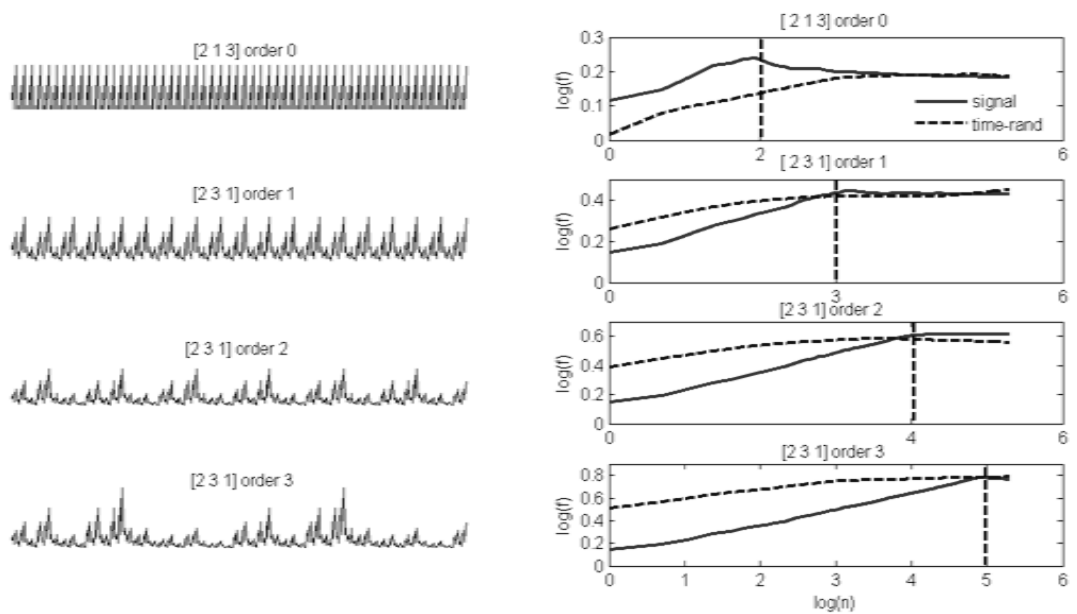 [2 1 3] order 0
[2 3 1] order 1
[2 3 1] order 2
[2 3 1] order 3
[ 2 1 3] order 0
0.3
0.2
0.1
0
log(f)
signal
time-rand
0
2
6
[ 2 3 1] order 1
0.4
0.2
0
log(f)
0
3
6
[2 3 1] order 2
0.6
0.4
0.2
0
log(f)
0
4
6
[2 3 1] order 3
0.8
0.6
0.4
0.2
0
log(f)
0
1
2
3
4
5
6
log(n)